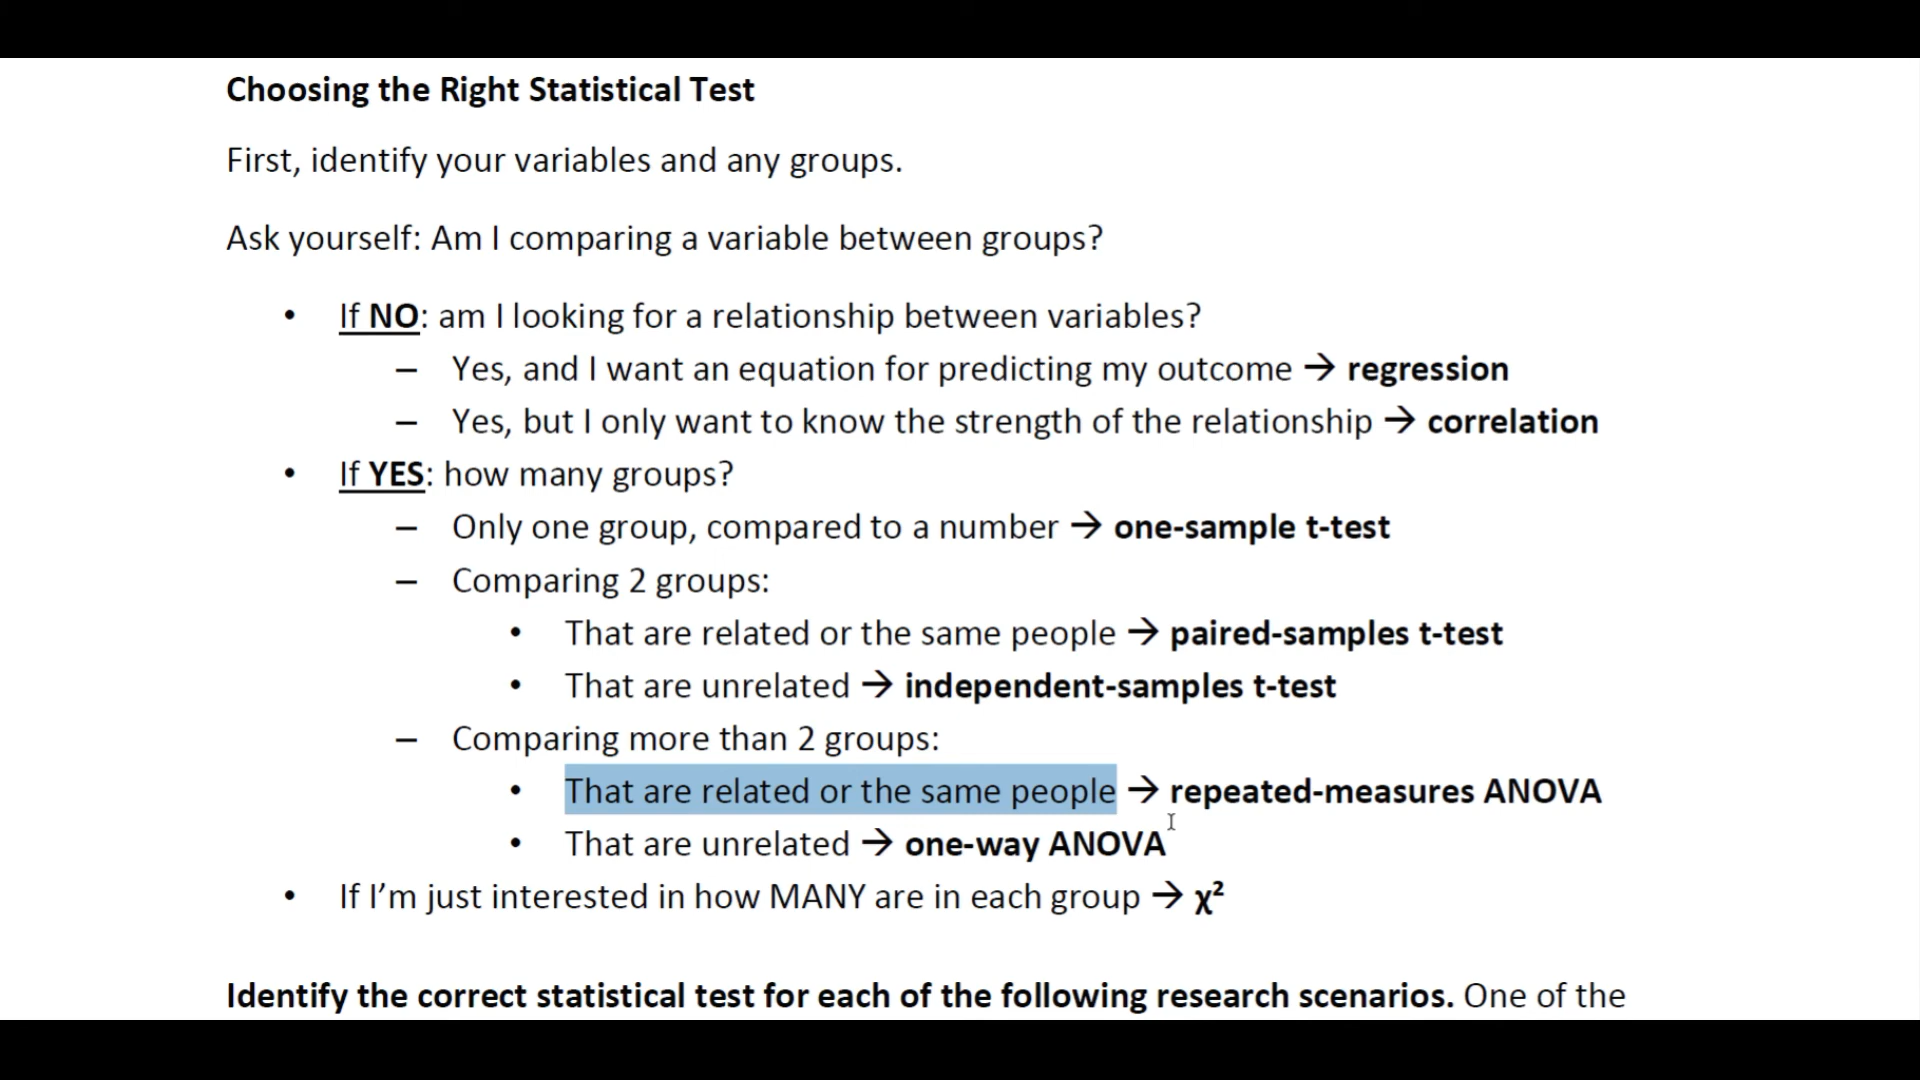 Choosing the Right Statistical Test
First, identify your variables and any groups.
Ask yourself: Am I comparing a variable between groups?
• If NO: am I looking for a relationship between variables?
– Yes, and I want an equation for predicting my outcome → regression
– Yes, but I only want to know the strength of the relationship → correlation
• If YES: how many groups?
– Only one group, compared to a number → one-sample t-test
– Comparing 2 groups:
• That are related or the same people → paired-samples t-test
• That are unrelated → independent-samples t-test
– Comparing more than 2 groups:
• That are related or the same people → repeated-measures ANOVA
• That are unrelated → one-way ANOVA
• If I’m just interested in how MANY are in each group → χ²
Identify the correct statistical test for each of the following research scenarios. One of the